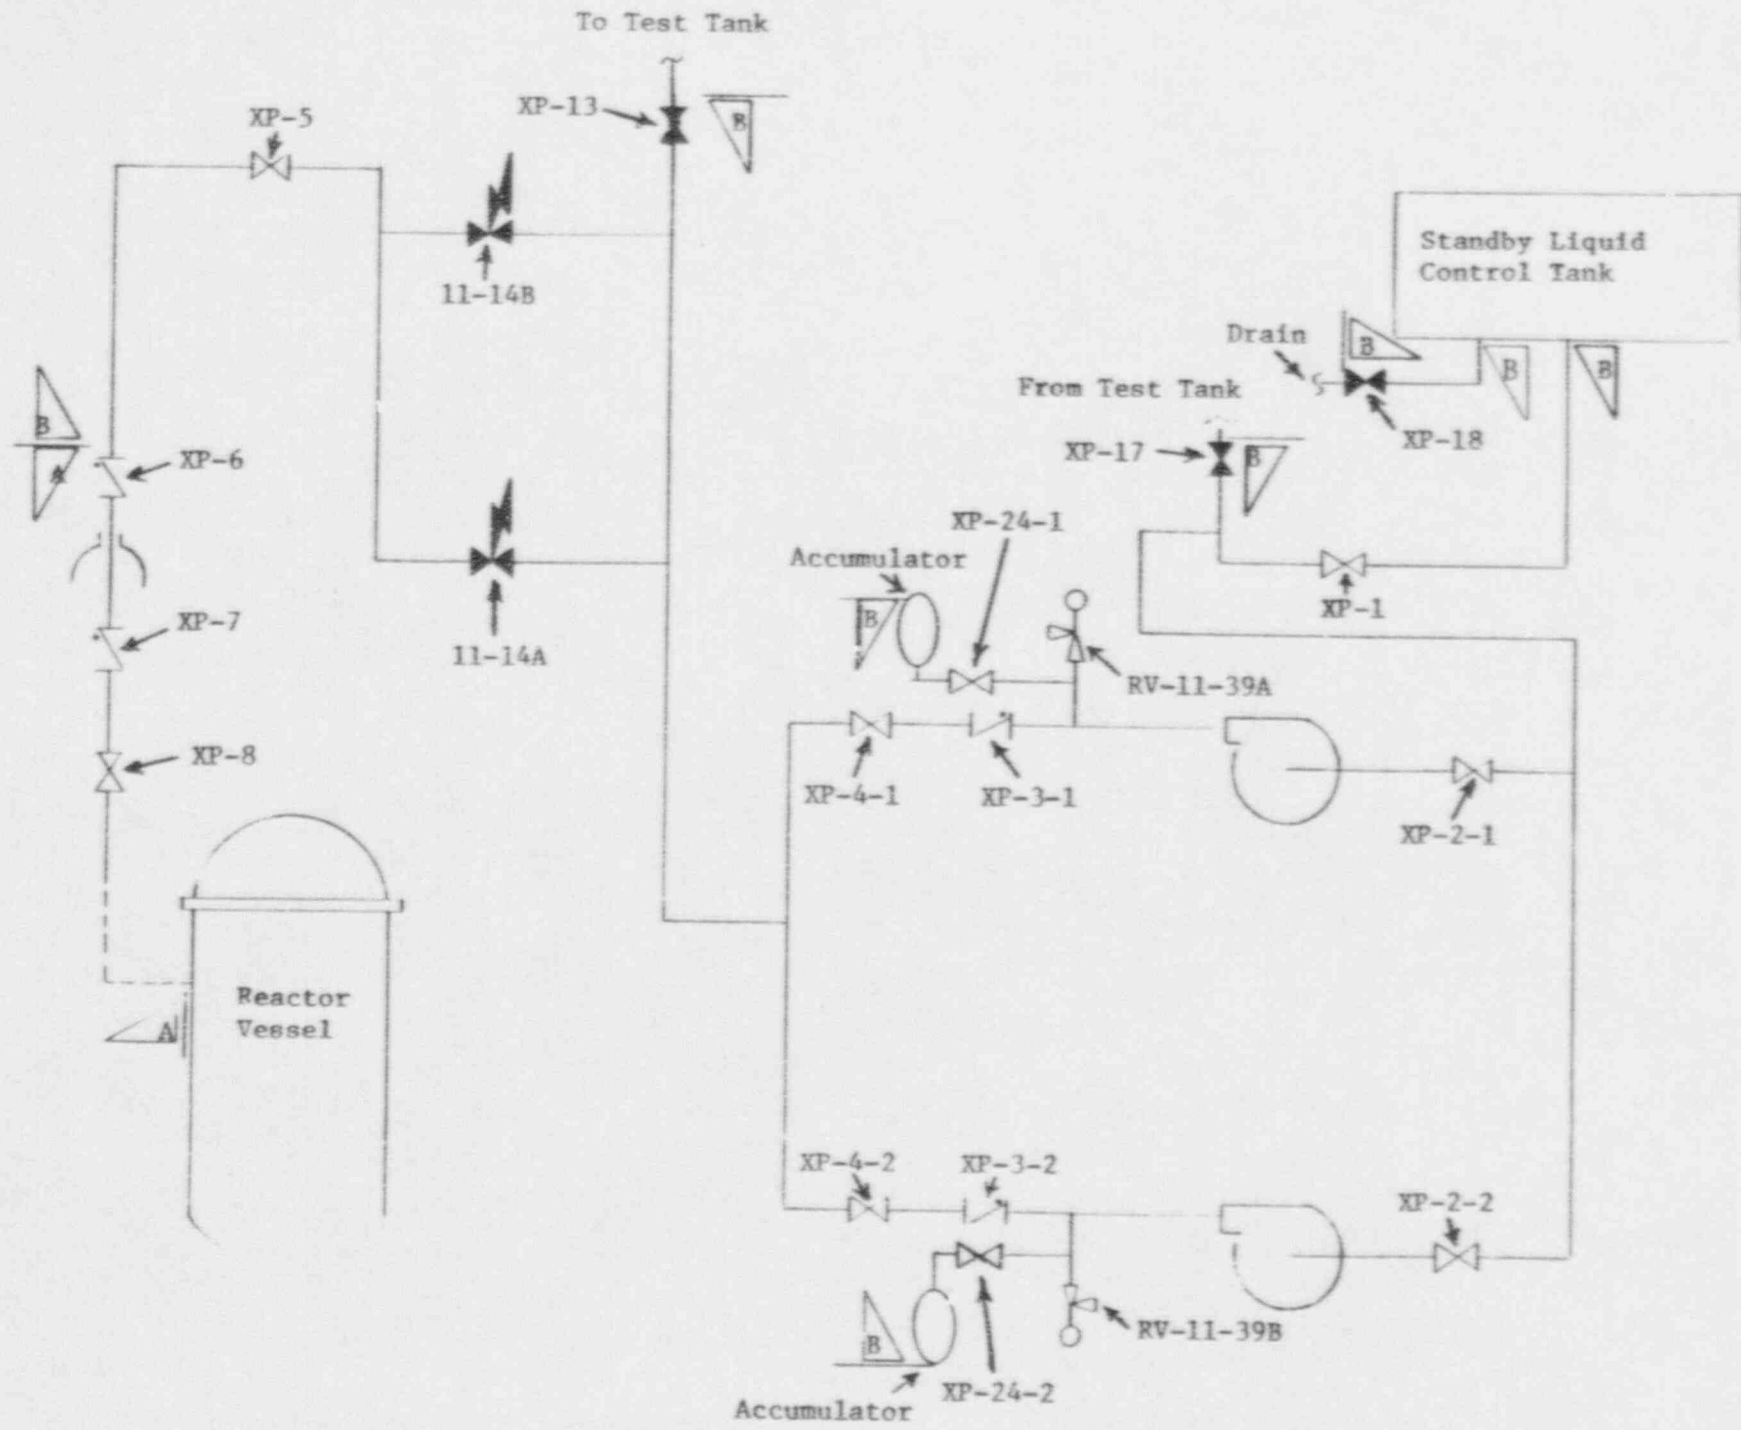 To Test Tank
XP-13
B
XP-5
11-14B
Standby Liquid
Control Tank
Drain
B
B
B
From Test Tank
XP-18
XP-17
B
B
A
XP-6
XP-24-1
Accumulator
B
XP-1
XP-7
11-14A
RV-11-39A
XP-8
XP-4-1
XP-3-1
XP-2-1
Reactor
Vessel
A
XP-4-2
XP-3-2
XP-2-2
B
RV-11-39B
XP-24-2
Accumulator